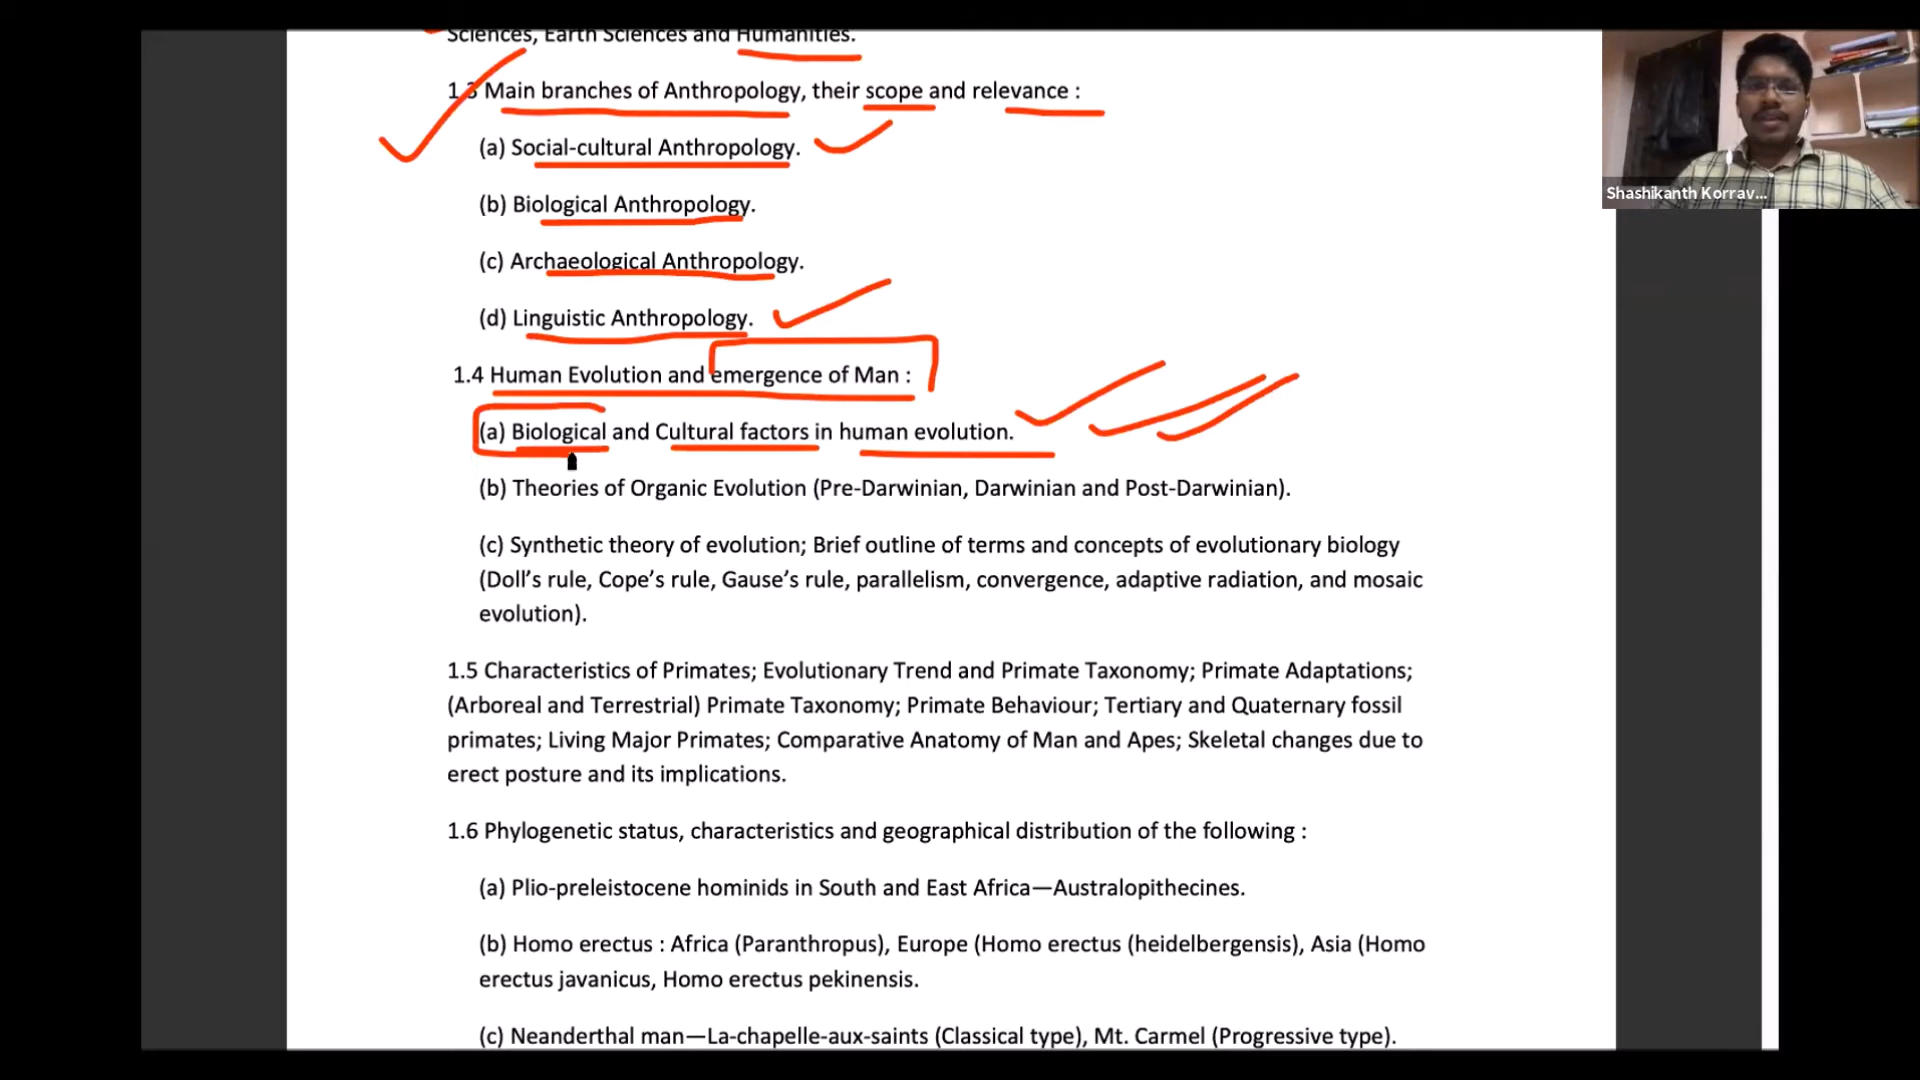 Sciences, Earth Sciences and Humanities.
1.3 Main branches of Anthropology, their scope and relevance :
(a) Social-cultural Anthropology.
(b) Biological Anthropology.
(c) Archaeological Anthropology.
(d) Linguistic Anthropology.
1.4 Human Evolution and emergence of Man :
(a) Biological and Cultural factors in human evolution.
(b) Theories of Organic Evolution (Pre-Darwinian, Darwinian and Post-Darwinian).
(c) Synthetic theory of evolution; Brief outline of terms and concepts of evolutionary biology
(Doll’s rule, Cope’s rule, Gause’s rule, parallelism, convergence, adaptive radiation, and mosaic
evolution).
1.5 Characteristics of Primates; Evolutionary Trend and Primate Taxonomy; Primate Adaptations;
(Arboreal and Terrestrial) Primate Taxonomy; Primate Behaviour; Tertiary and Quaternary fossil
primates; Living Major Primates; Comparative Anatomy of Man and Apes; Skeletal changes due to
erect posture and its implications.
1.6 Phylogenetic status, characteristics and geographical distribution of the following :
(a) Plio-preleistocene hominids in South and East Africa—Australopithecines.
(b) Homo erectus : Africa (Paranthropus), Europe (Homo erectus (heidelbergensis), Asia (Homo
erectus javanicus, Homo erectus pekinensis.
(c) Neanderthal man—La-chapelle-aux-saints (Classical type), Mt. Carmel (Progressive type).
Shashikanth Korrav...